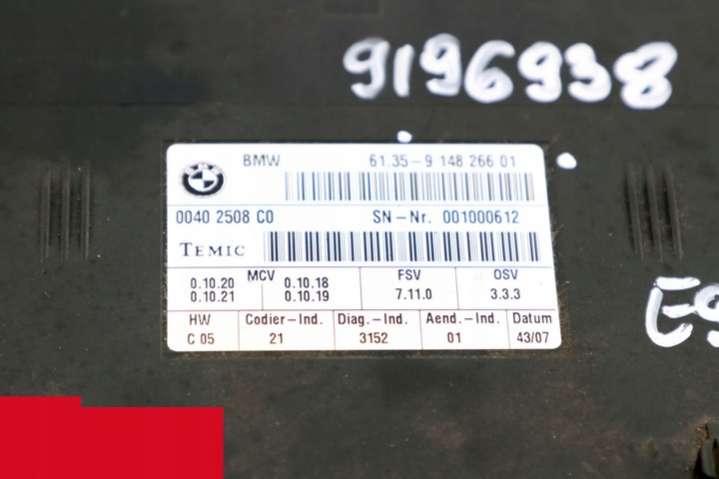 9196938
BMW 61.35-9 148 266 01
0040 2508 C0 SN-Nr. 001000612
TEMIC
MCV FSV OSV
0.10.20 0.10.18 7.11.0 3.3.3
0.10.21 0.10.19
HW Codier-Ind. Diag.-Ind. Aend.-Ind. Datum
C 05 21 3152 01 43/07
E9